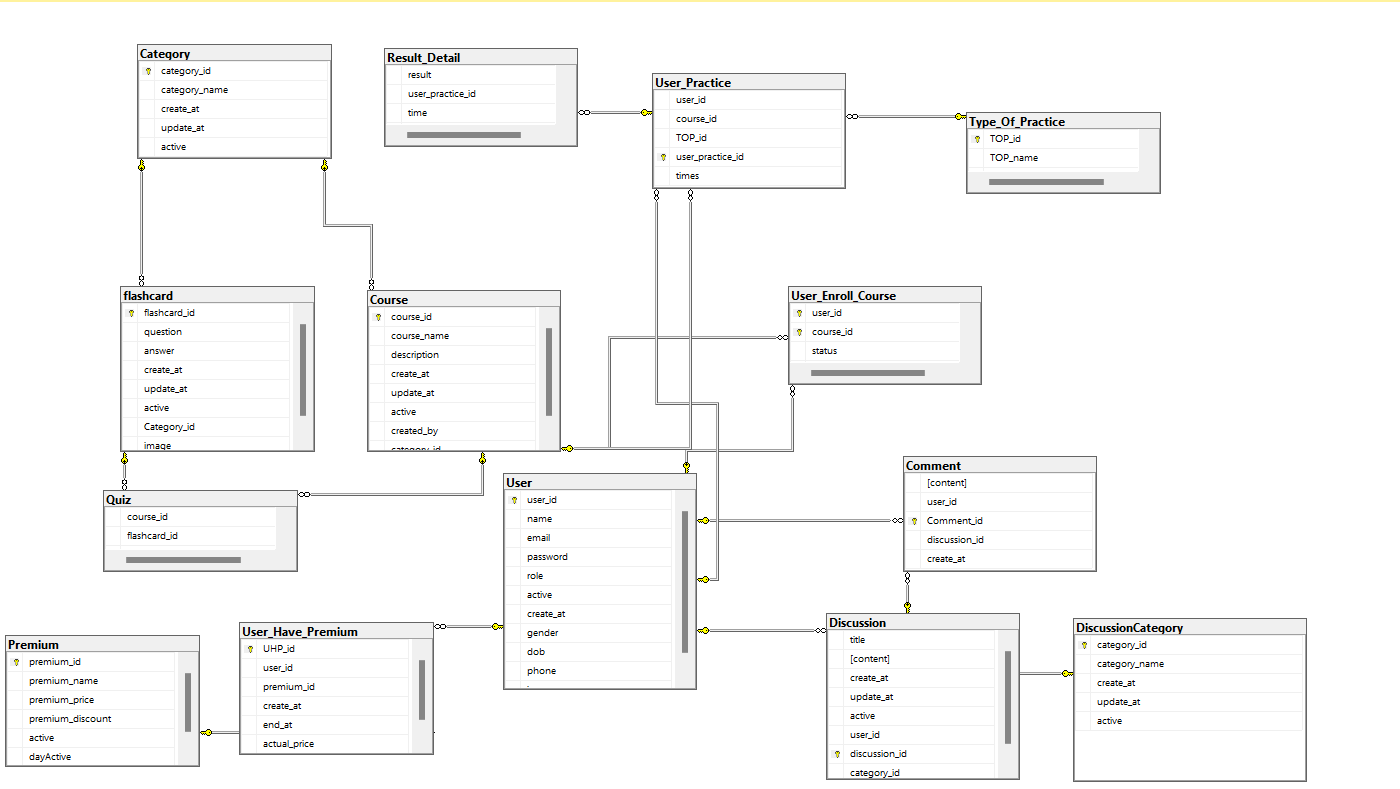 Category
category_id
category_name
create_at
update_at
active
Result_Detail
result
user_practice_id
time
User_Practice
user_id
course_id
TOP_id
user_practice_id
times
Type_Of_Practice
TOP_id
TOP_name
flashcard
flashcard_id
question
answer
create_at
update_at
active
Category_id
image
Course
course_id
course_name
description
create_at
update_at
active
created_by
category_id
User_Enroll_Course
user_id
course_id
status
Quiz
course_id
flashcard_id
User
user_id
name
email
password
role
active
create_at
gender
dob
phone
Comment
[content]
user_id
Comment_id
discussion_id
create_at
Premium
premium_id
premium_name
premium_price
premium_discount
active
dayActive
User_Have_Premium
UHP_id
user_id
premium_id
create_at
end_at
actual_price
Discussion
title
[content]
create_at
update_at
active
user_id
discussion_id
category_id
DiscussionCategory
category_id
category_name
create_at
update_at
active